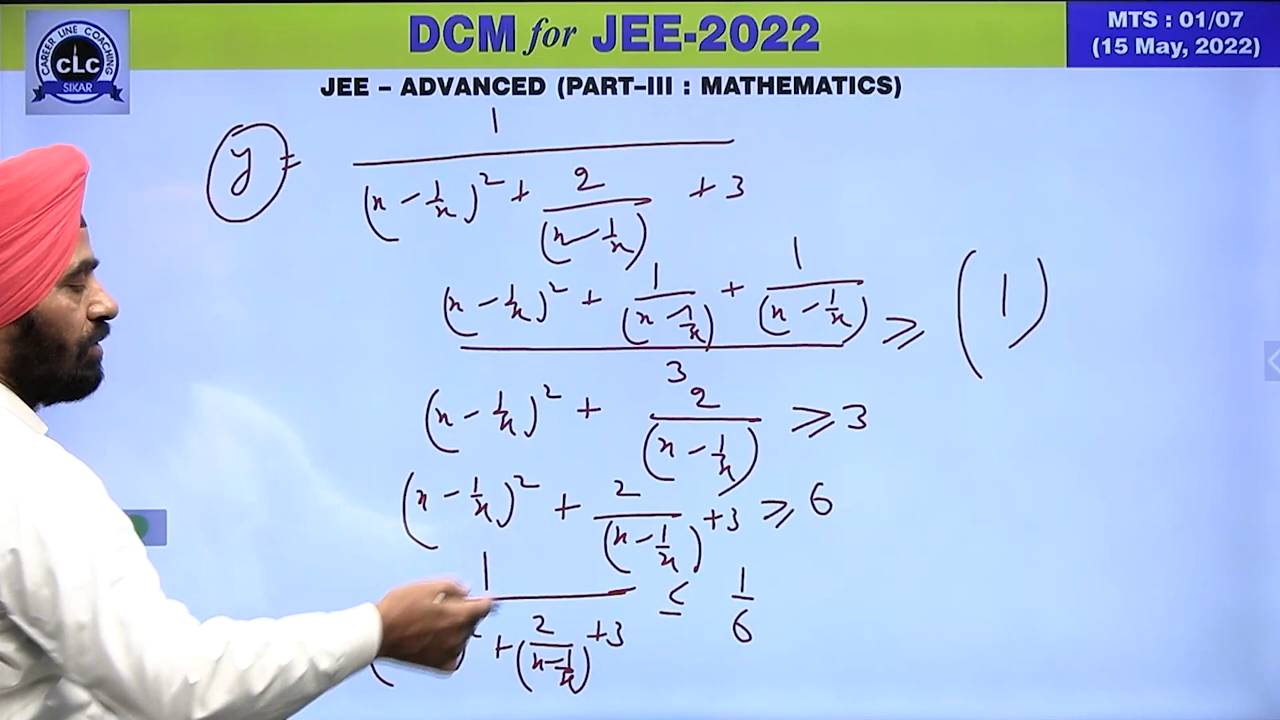 DCM for JEE-2022
MTS : 01/07
(15 May, 2022)
CAREER LINE COACHING
CLC
SIKAR
JEE – ADVANCED (PART–III : MATHEMATICS)
y = 1 / ((x - 1/x)² + 2/(x - 1/x) + 3)
((x - 1/x)² + 1/(x - 1/x) + 1/(x - 1/x)) / 3 ⩾ (1)
(x - 1/x)² + 2/(x - 1/x) ⩾ 3
(x - 1/x)² + 2/(x - 1/x) + 3 ⩾ 6
1 / ( )² + (2/(x - 1/x)) + 3 ≤ 1/6